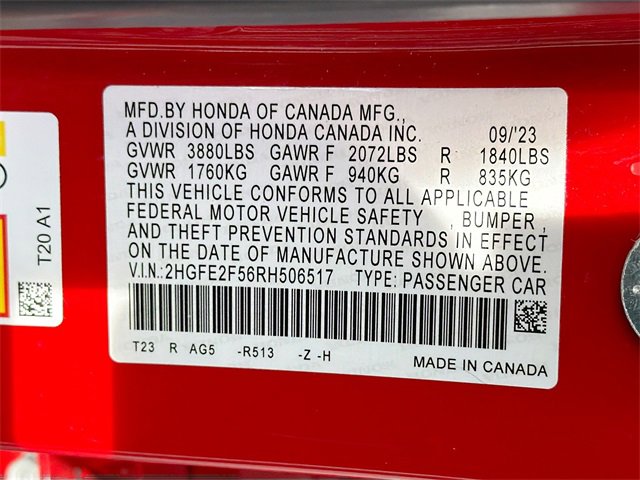 MFD.BY HONDA OF CANADA MFG.,
A DIVISION OF HONDA CANADA INC. 09/'23
GVWR 3880LBS GAWR F 2072LBS R 1840LBS
GVWR 1760KG GAWR F 940KG R 835KG
THIS VEHICLE CONFORMS TO ALL APPLICABLE
FEDERAL MOTOR VEHICLE SAFETY , BUMPER ,
AND THEFT PREVENTION STANDARDS IN EFFECT
ON THE DATE OF MANUFACTURE SHOWN ABOVE.
V.I.N.:2HGFE2F56RH506517 TYPE: PASSENGER CAR
T23 R AG5 -R513 -Z -H
MADE IN CANADA
T20 A1